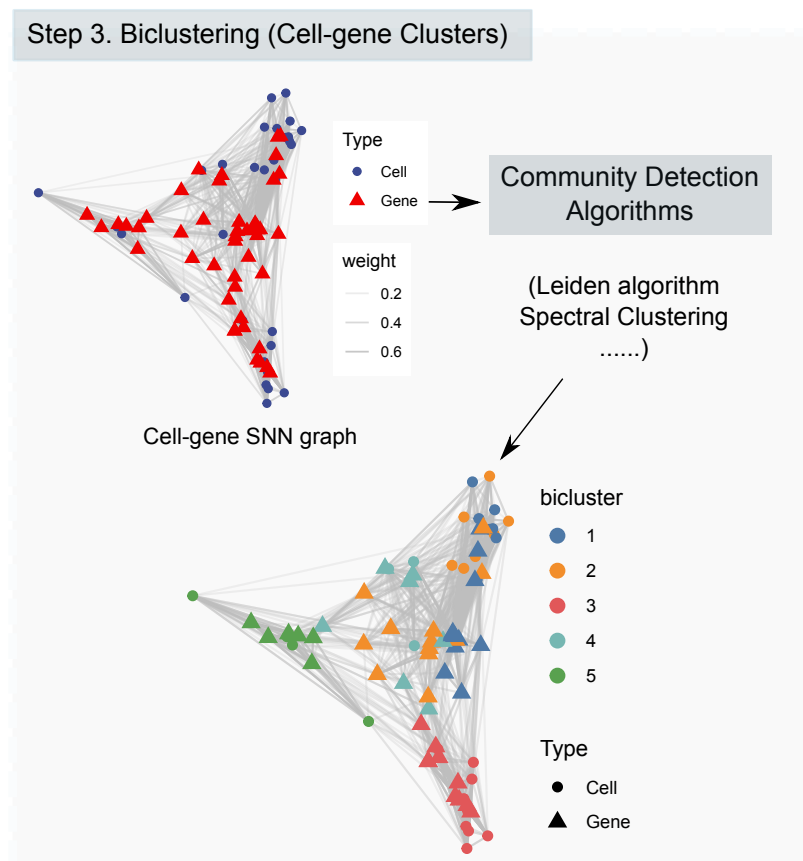 Step 3. Biclustering (Cell-gene Clusters)
Type
Cell
Gene
weight
0.2
0.4
0.6
Cell-gene SNN graph
Community Detection
Algorithms
(Leiden algorithm
Spectral Clustering
......)
bicluster
1
2
3
4
5
Type
Cell
Gene